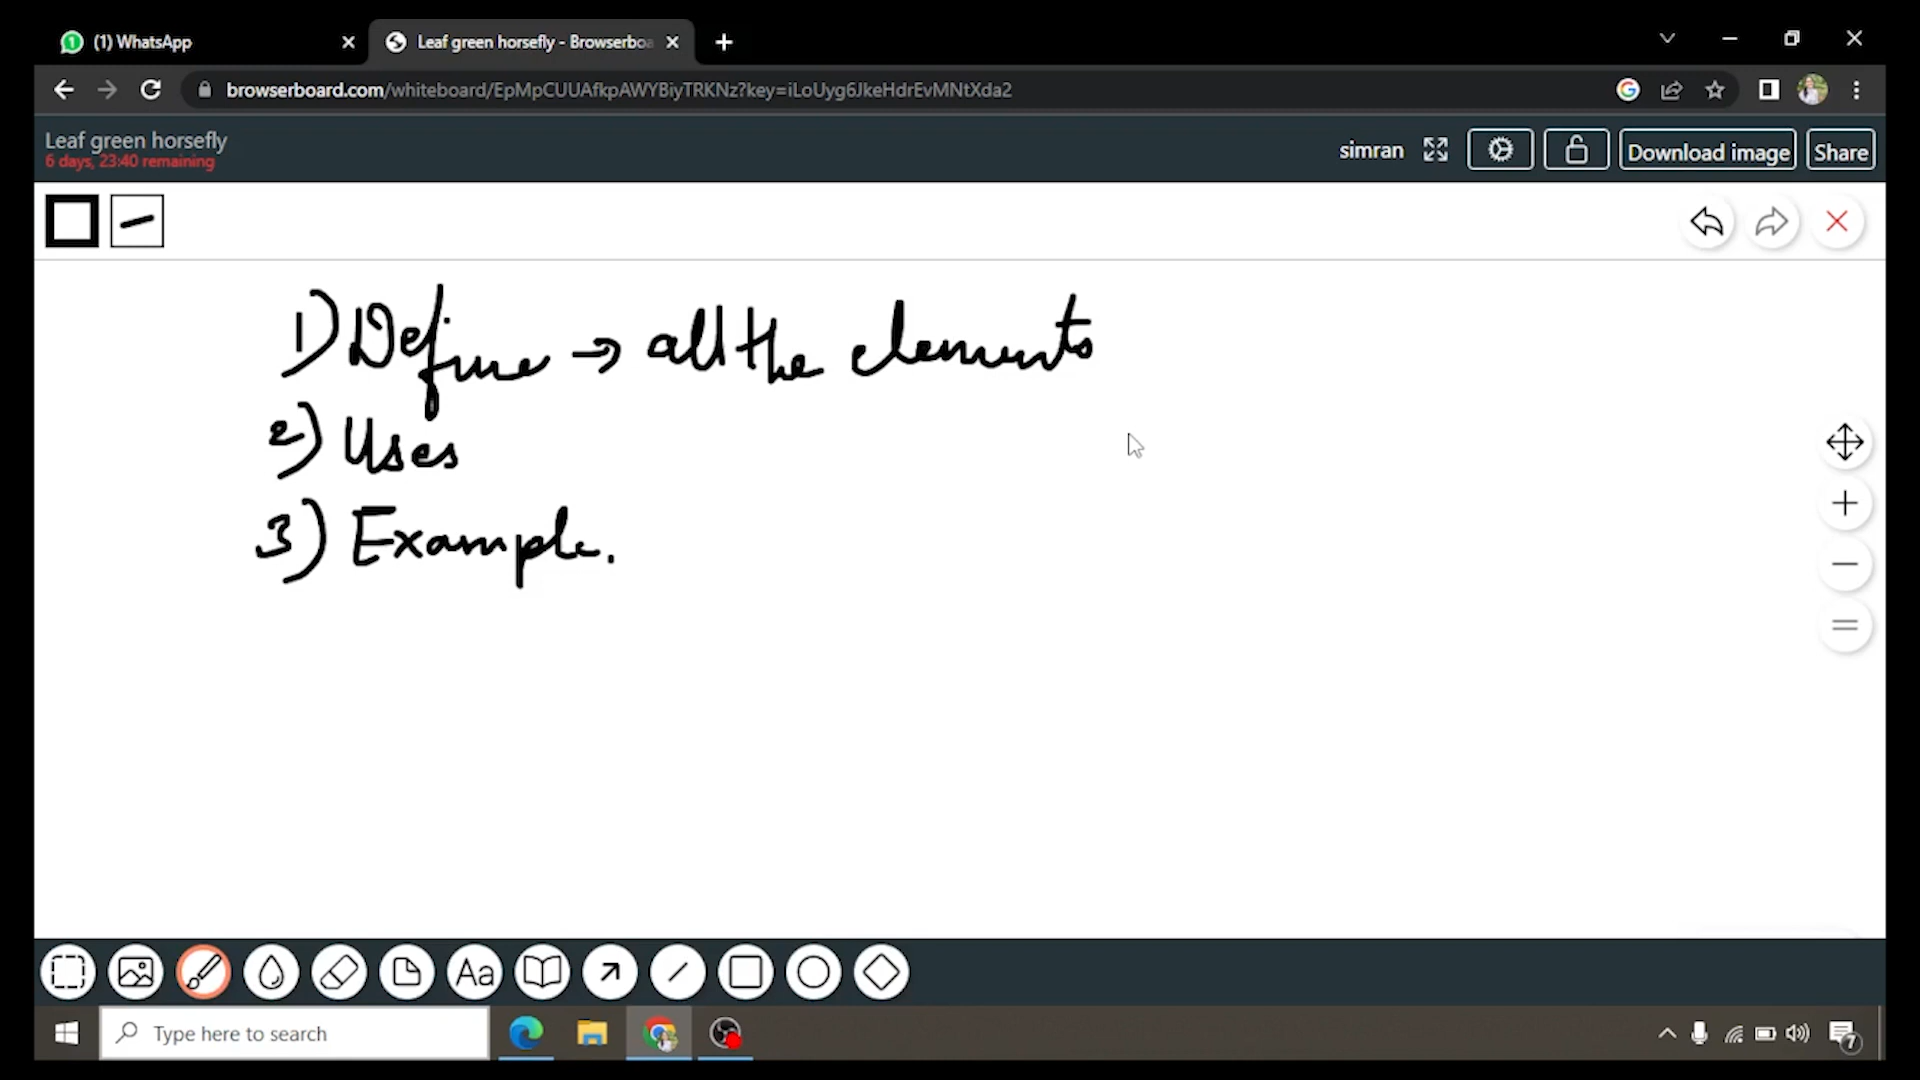 (1) WhatsApp
Leaf green horsefly - Browserboa
browserboard.com/whiteboard/EpMpCUUAfkpAWYBiyTRKNz?key=iLoUyg6JkeHdrEvMNtXda2
Leaf green horsefly
6 days, 23:40 remaining
simran
Download image
Share
1) Define → all the elements
2) Uses
3) Example.
Aa
Type here to search
7